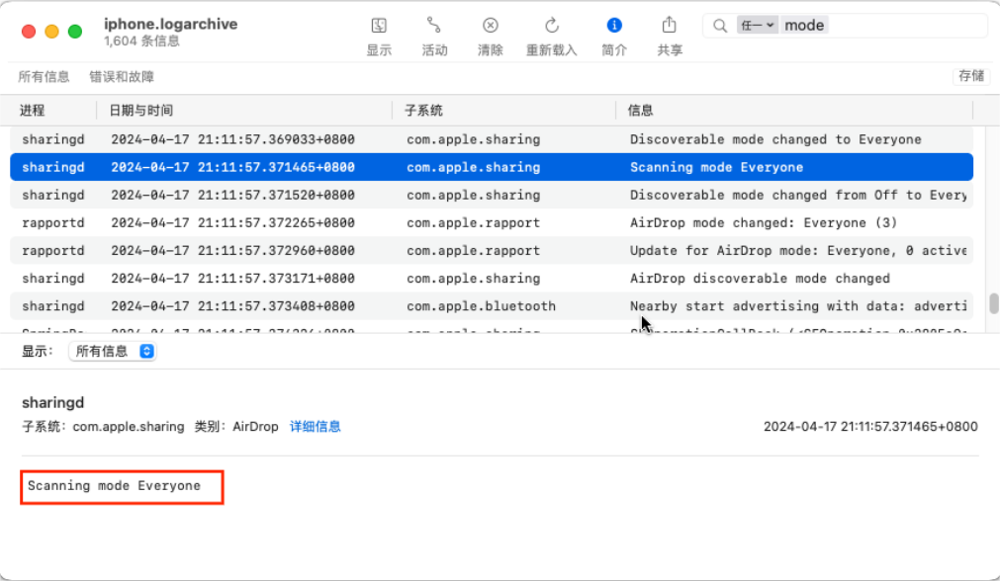 iphone.logarchive
1,604 条信息
显示 活动 清除 重新载入 简介 共享
任一 mode
所有信息 错误和故障 存储
进程 日期与时间 子系统 信息
sharingd 2024-04-17 21:11:57.369033+0800 com.apple.sharing Discoverable mode changed to Everyone
sharingd 2024-04-17 21:11:57.371465+0800 com.apple.sharing Scanning mode Everyone
sharingd 2024-04-17 21:11:57.371520+0800 com.apple.sharing Discoverable mode changed from Off to Every
rapportd 2024-04-17 21:11:57.372265+0800 com.apple.rapport AirDrop mode changed: Everyone (3)
rapportd 2024-04-17 21:11:57.372960+0800 com.apple.rapport Update for AirDrop mode: Everyone, 0 active
sharingd 2024-04-17 21:11:57.373171+0800 com.apple.sharing AirDrop discoverable mode changed
sharingd 2024-04-17 21:11:57.373408+0800 com.apple.bluetooth Nearby start advertising with data: adverti
显示： 所有信息
sharingd
子系统： com.apple.sharing 类别： AirDrop 详细信息 2024-04-17 21:11:57.371465+0800
Scanning mode Everyone